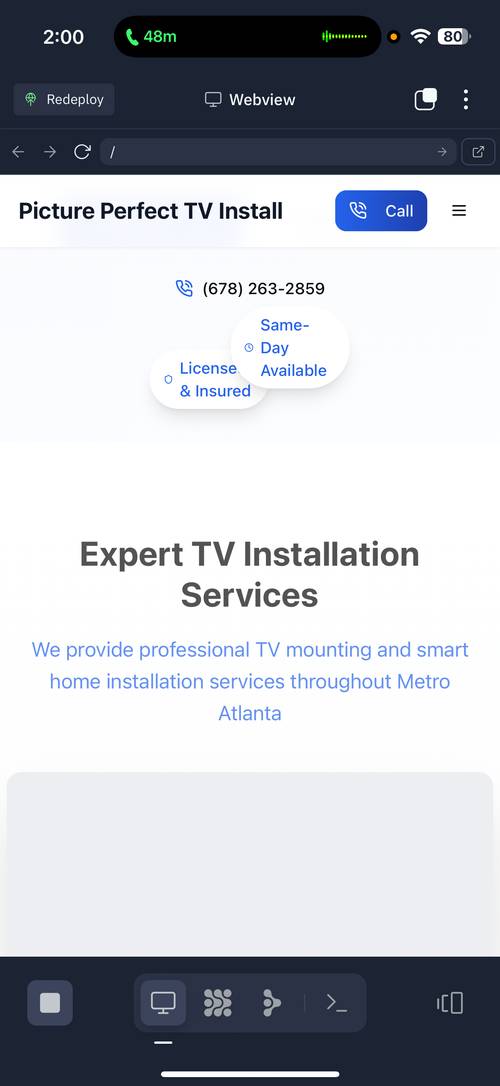 2:00
48m
80
Redeploy
Webview
/
Picture Perfect TV Install
Call
(678) 263-2859
Same-
Day
Available
License
& Insured
Expert TV Installation
Services
We provide professional TV mounting and smart
home installation services throughout Metro
Atlanta